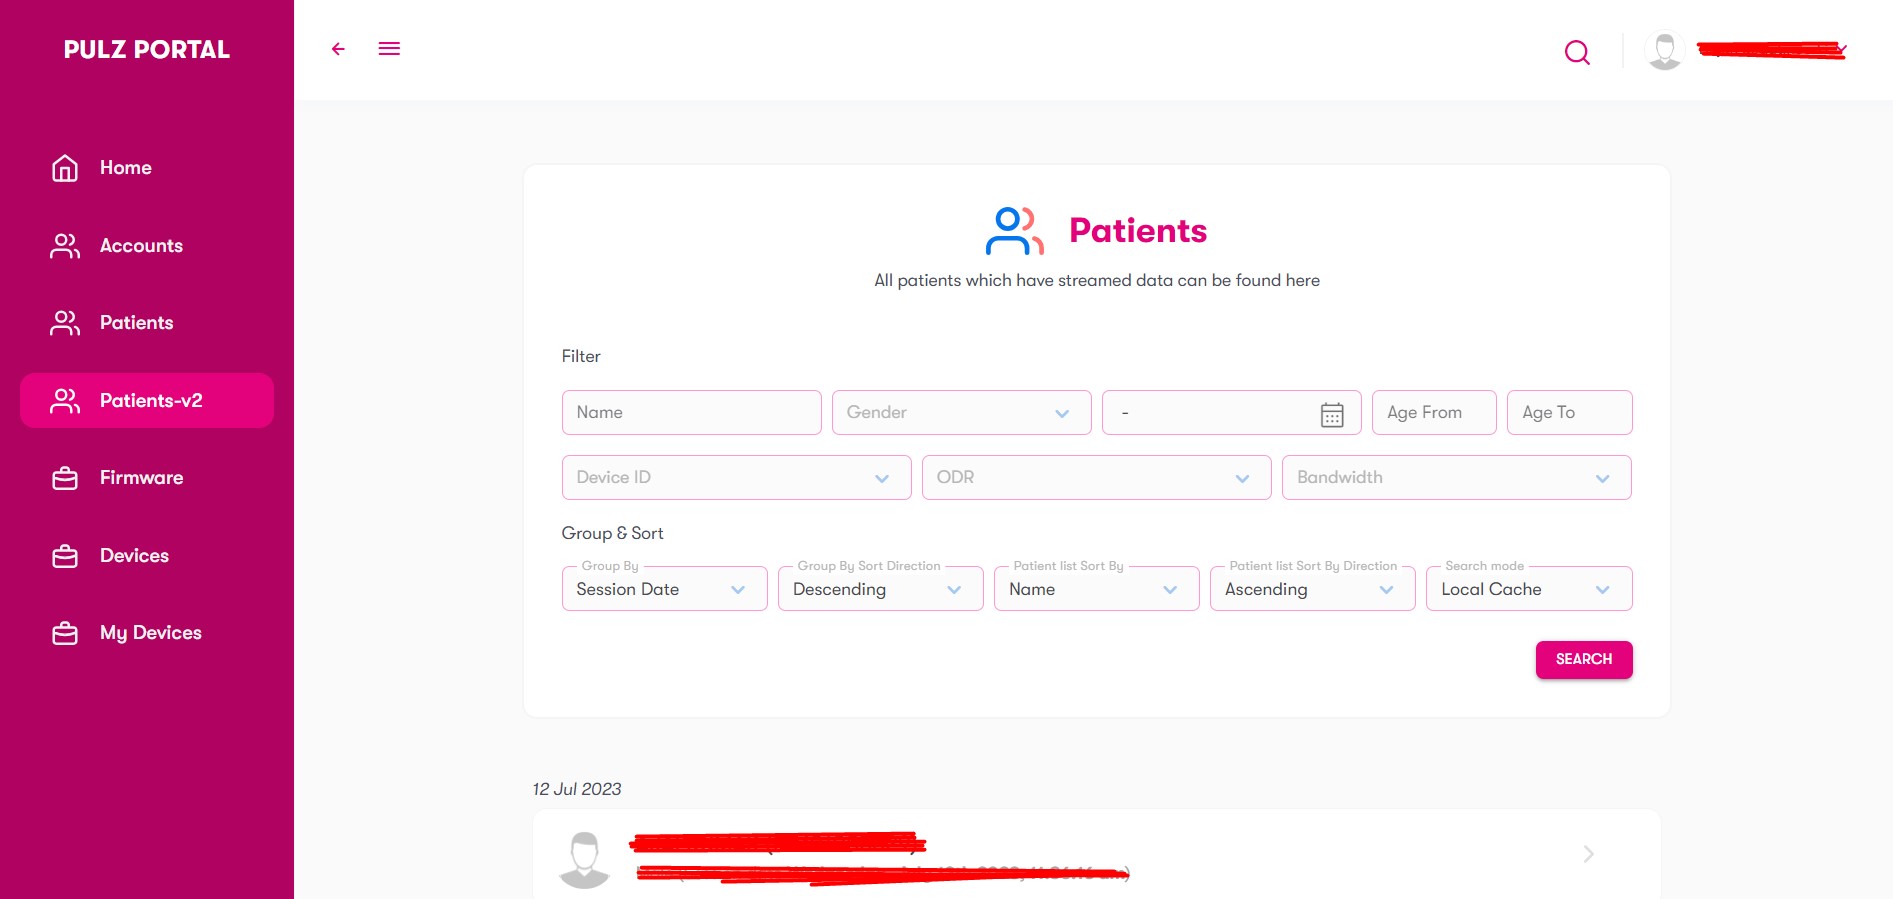 PULZ PORTAL
Home
Accounts
Patients
Patients-v2
Firmware
Devices
My Devices
Patients
All patients which have streamed data can be found here
Filter
Name
Gender
-
Age From
Age To
Device ID
ODR
Bandwidth
Group & Sort
Group By
Session Date
Group By Sort Direction
Descending
Patient list Sort By
Name
Patient list Sort By Direction
Ascending
Search mode
Local Cache
SEARCH
12 Jul 2023